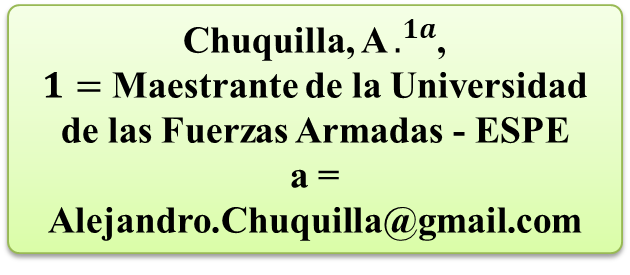 Chuquilla, A .¹ᵃ,
1 = Maestrante de la Universidad
de las Fuerzas Armadas - ESPE
a =
Alejandro.Chuquilla@gmail.com